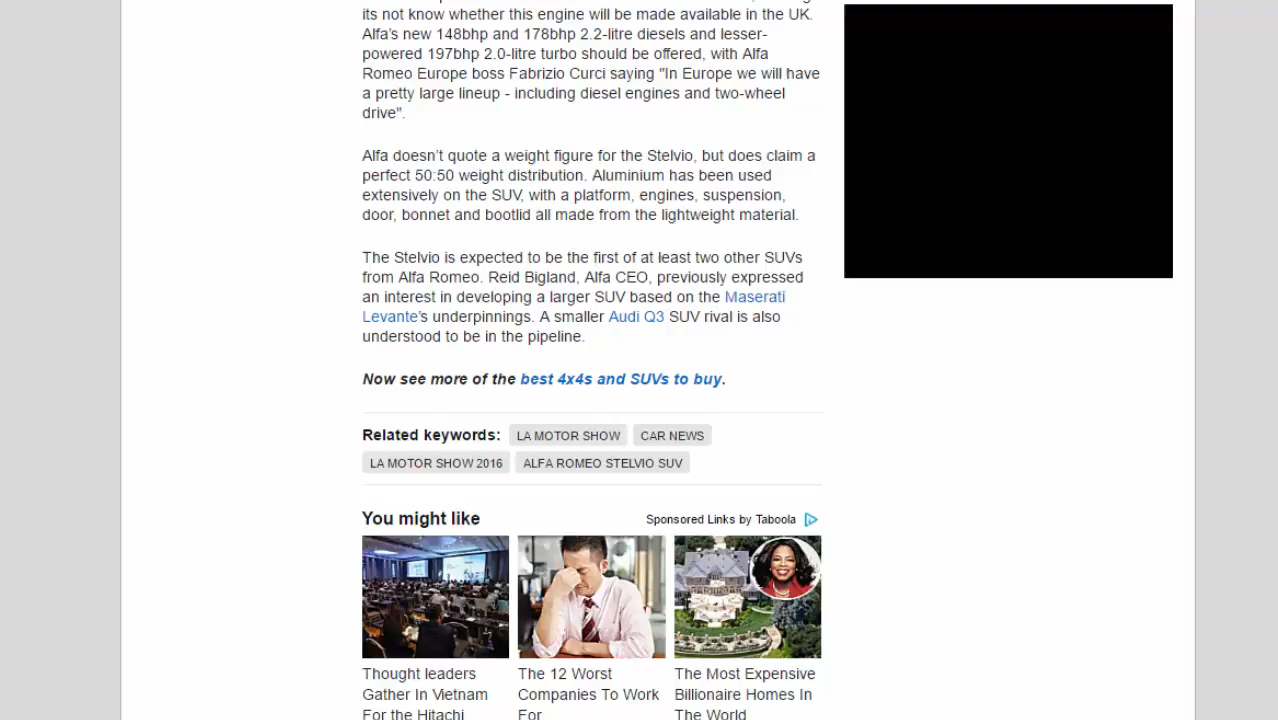 its not know whether this engine will be made available in the UK.
Alfa's new 148bhp and 178bhp 2.2-litre diesels and lesser-
powered 197bhp 2.0-litre turbo should be offered, with Alfa
Romeo Europe boss Fabrizio Curci saying "In Europe we will have
a pretty large lineup - including diesel engines and two-wheel
drive".
Alfa doesn't quote a weight figure for the Stelvio, but does claim a
perfect 50:50 weight distribution. Aluminium has been used
extensively on the SUV, with a platform, engines, suspension,
door, bonnet and bootlid all made from the lightweight material.
The Stelvio is expected to be the first of at least two other SUVs
from Alfa Romeo. Reid Bigland, Alfa CEO, previously expressed
an interest in developing a larger SUV based on the Maserati
Levante's underpinnings. A smaller Audi Q3 SUV rival is also
understood to be in the pipeline.
Now see more of the best 4x4s and SUVs to buy.
Related keywords: LA MOTOR SHOW CAR NEWS
LA MOTOR SHOW 2016 ALFA ROMEO STELVIO SUV
You might like
Sponsored Links by Taboola
Thought leaders
Gather In Vietnam
For the Hitachi
The 12 Worst
Companies To Work
For
The Most Expensive
Billionaire Homes In
The World